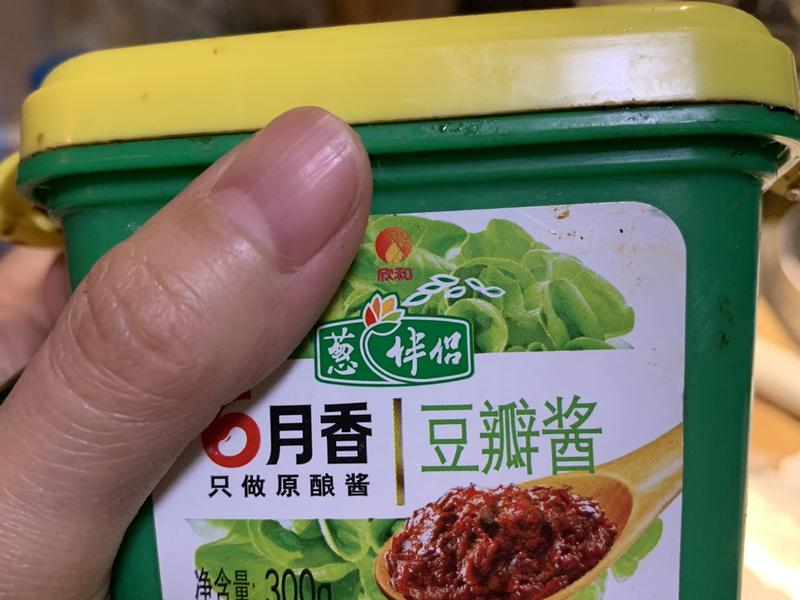 欣和
葱伴侣
6月香
豆瓣酱
只做原酿酱
净含量: 300g